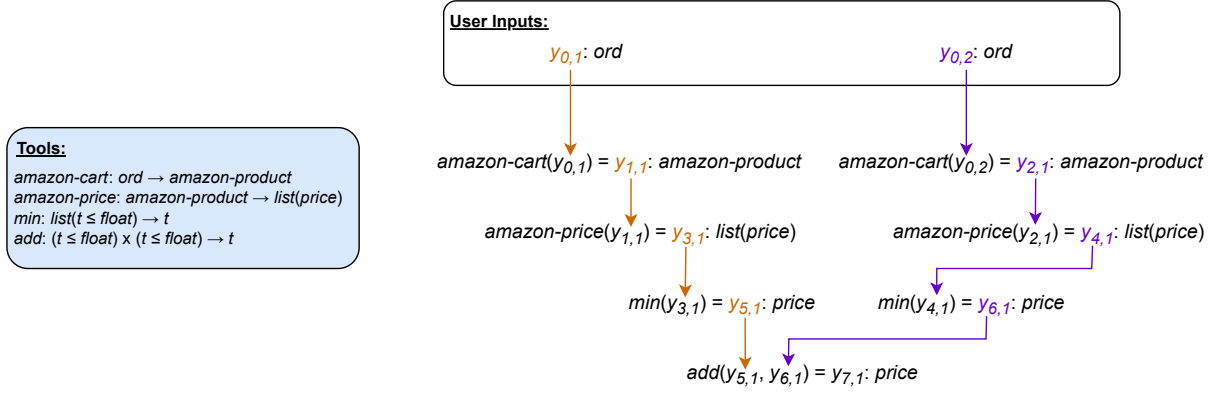 User Inputs:
y0,1: ord
y0,2: ord
Tools:
amazon-cart: ord → amazon-product
amazon-price: amazon-product → list(price)
min: list(t ≤ float) → t
add: (t ≤ float) x (t ≤ float) → t
amazon-cart(y0,1) = y1,1: amazon-product
amazon-cart(y0,2) = y2,1: amazon-product
amazon-price(y1,1) = y3,1: list(price)
amazon-price(y2,1) = y4,1: list(price)
min(y3,1) = y5,1: price
min(y4,1) = y6,1: price
add(y5,1, y6,1) = y7,1: price